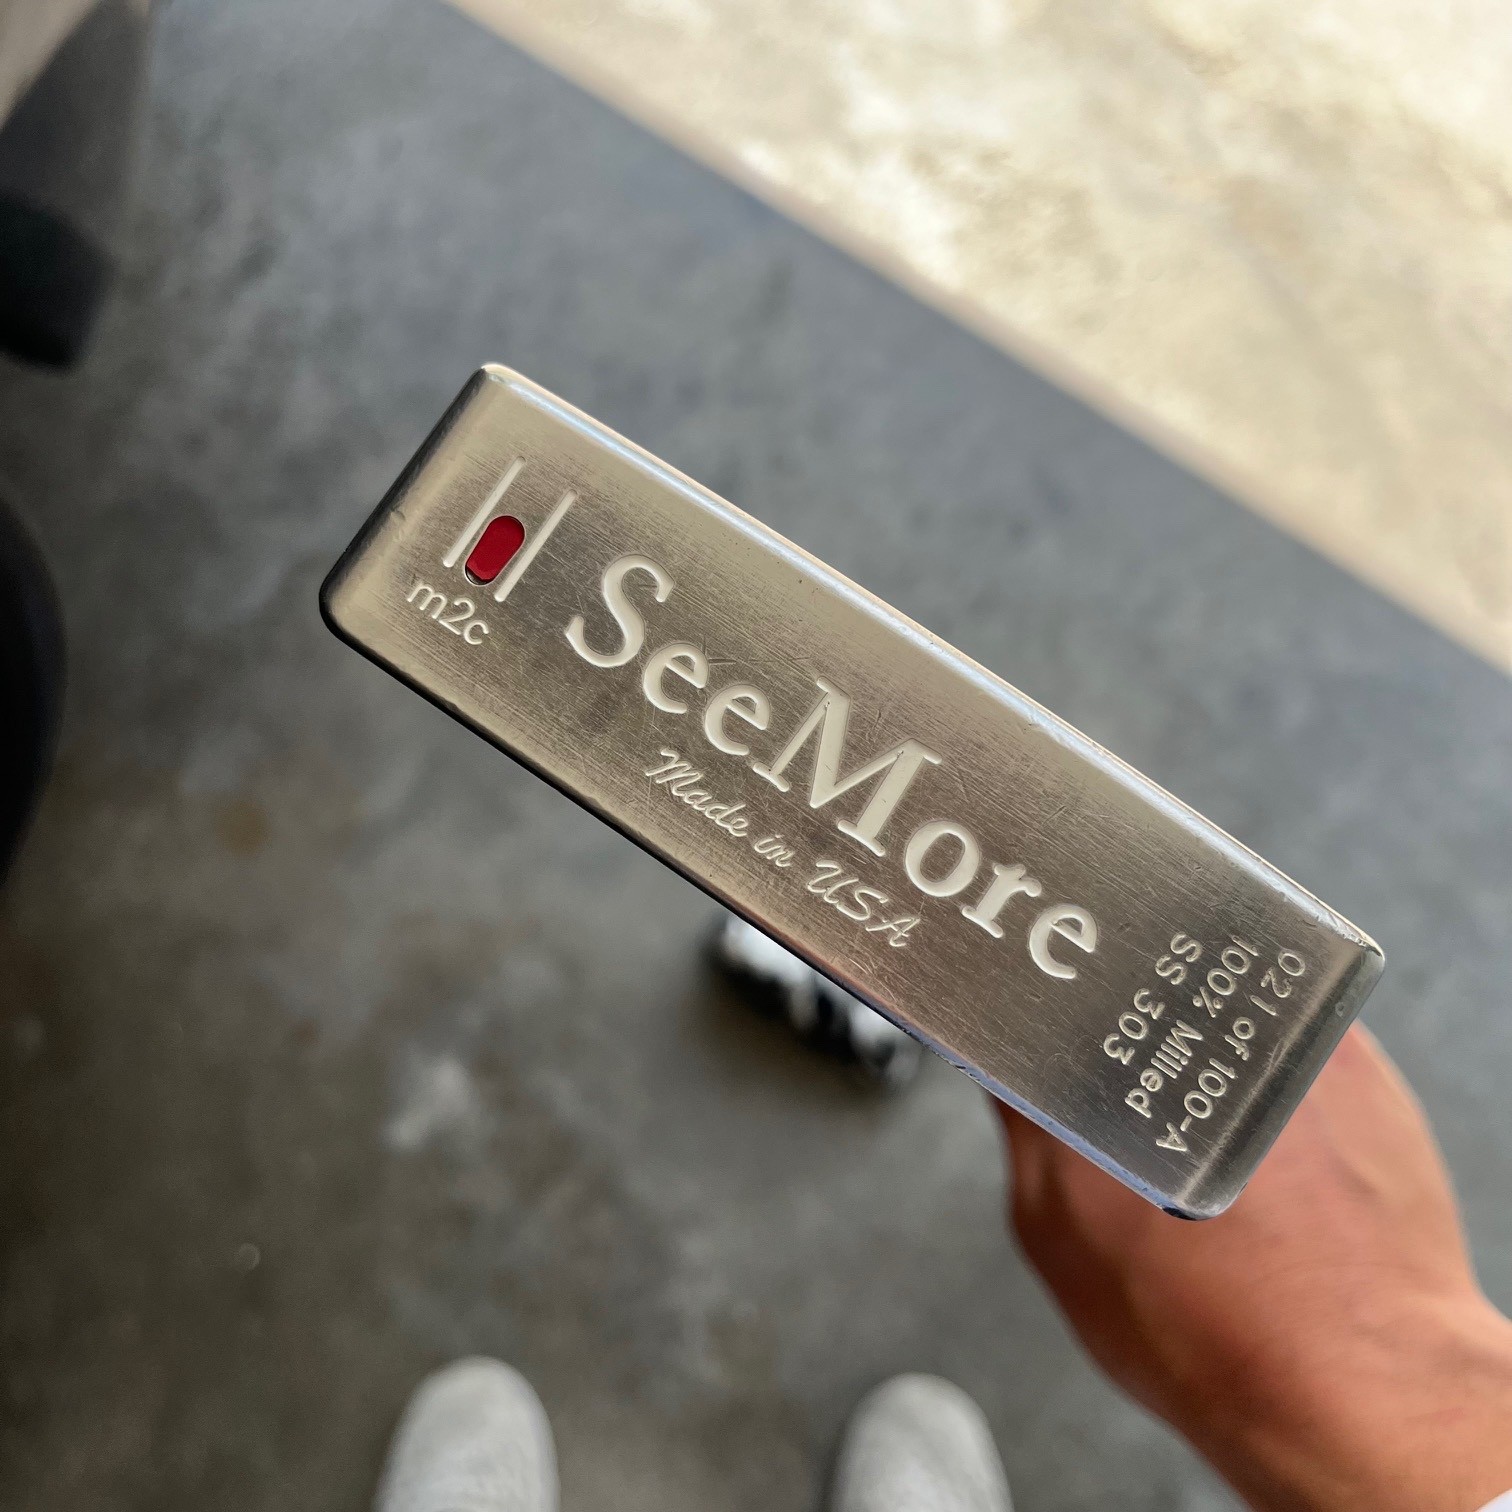 m2c
SeeMore
Made in USA
021 of 100-A
100% Milled
SS 303